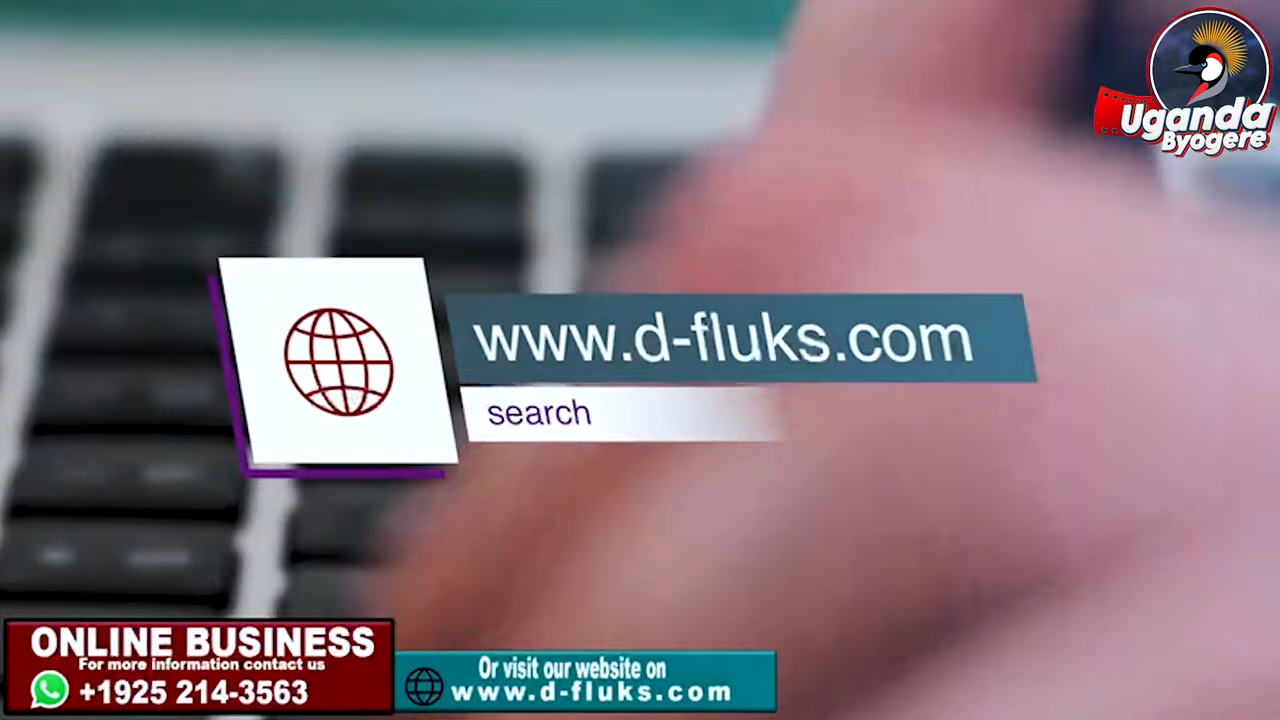 Uganda
Byogere
www.d-fluks.com
search
ONLINE BUSINESS
For more information contact us
+1925 214-3563
Or visit our website on
www.d-fluks.com